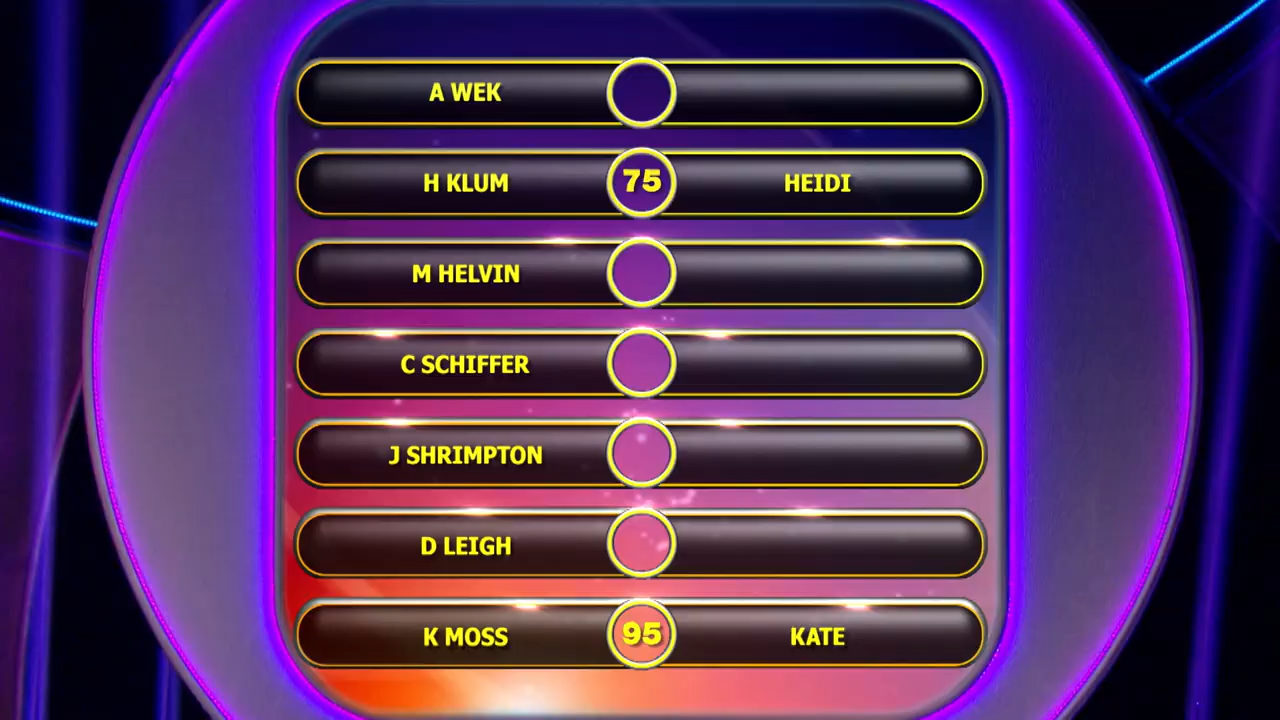 A WEK
H KLUM 75 HEIDI
M HELVIN
C SCHIFFER
J SHRIMPTON
D LEIGH
K MOSS 95 KATE